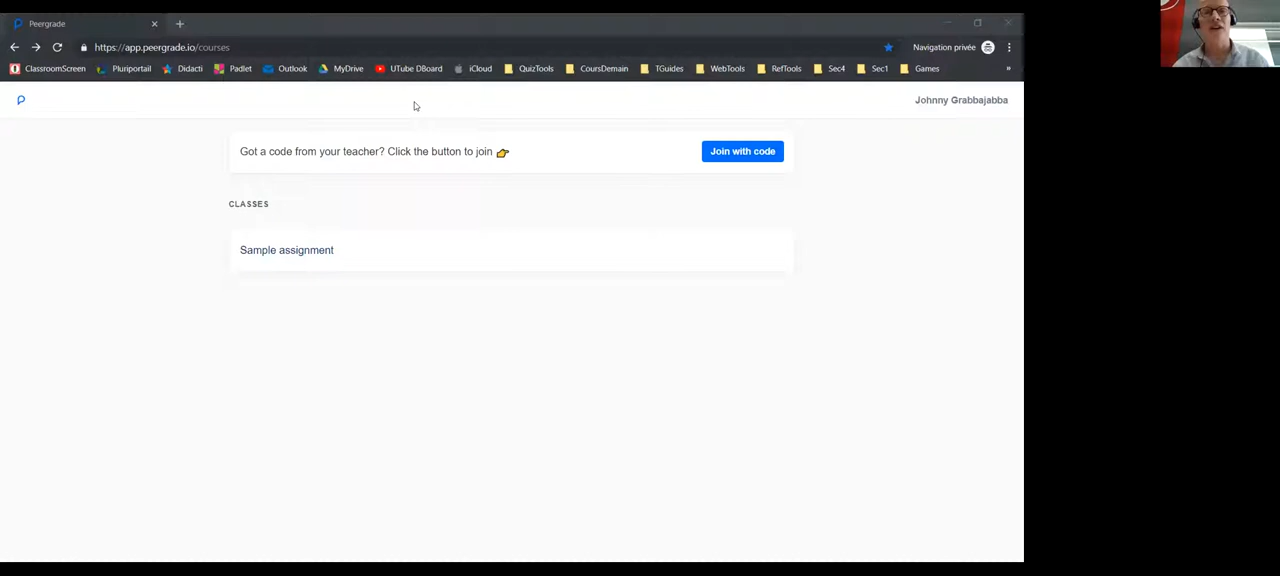 Peergrade
https://app.peergrade.io/courses
Navigation privée
ClassroomScreen Pluriportail Didacti Padlet Outlook MyDrive UTube DBoard iCloud QuizTools CoursDemain TGuides WebTools RefTools Sec4 Sec1 Games »
Johnny Grabbajabba
Got a code from your teacher? Click the button to join 👉
Join with code
CLASSES
Sample assignment